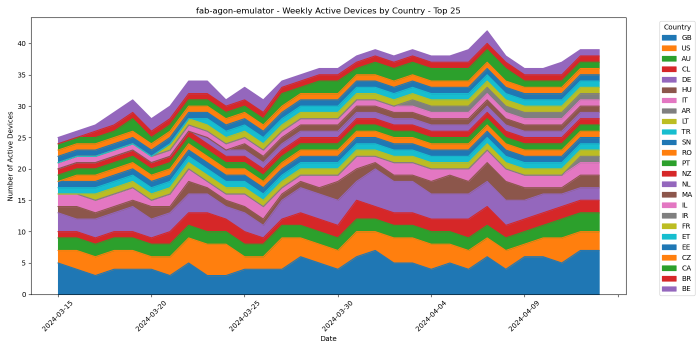 fab-agon-emulator - Weekly Active Devices by Country - Top 25
Number of Active Devices
40
35
30
25
20
15
10
5
0
2024-03-15
2024-03-20
2024-03-25
2024-03-30
2024-04-04
2024-04-09
Date
Country
GB
US
AU
CL
DE
HU
IT
AR
LT
TR
SN
RO
PT
NZ
NL
MA
IL
IR
FR
ET
EE
CZ
CA
BR
BE